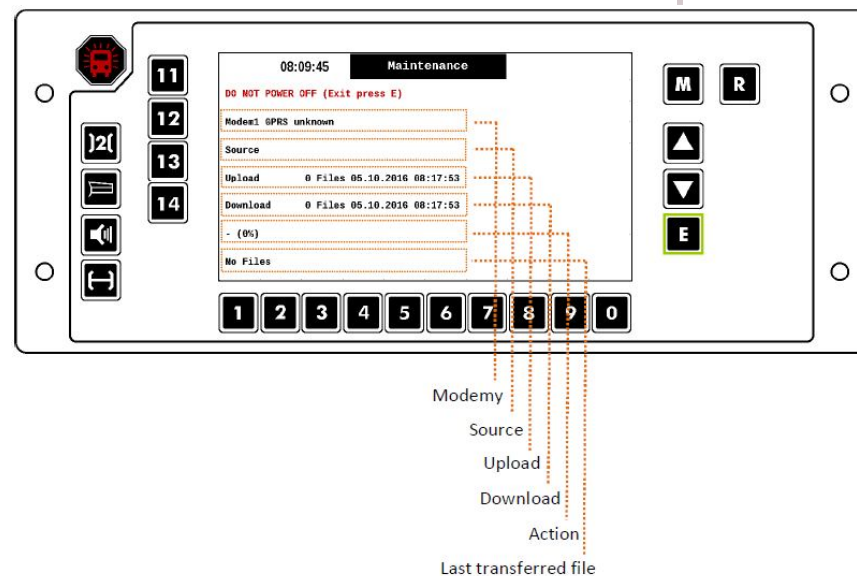 08:09:45 Maintenance
DO NOT POWER OFF (Exit press E)
Modem1 GPRS unknown
Source
Upload 0 Files 05.10.2016 08:17:53
Download 0 Files 05.10.2016 08:17:53
- (0%)
No Files
11
12
13
14
)2(
M R
E
1 2 3 4 5 6 7 8 9 0
Modemy
Source
Upload
Download
Action
Last transferred file